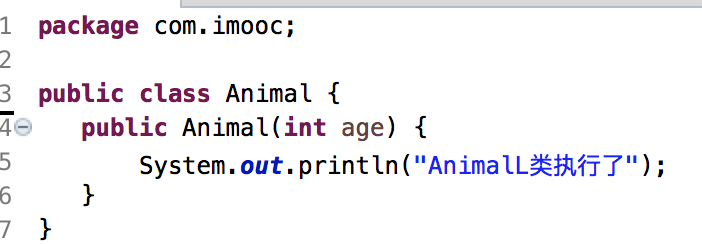 1 package com.imooc;
2
3 public class Animal {
4 public Animal(int age) {
5 System.out.println("AnimalL类执行了");
6 }
7 }